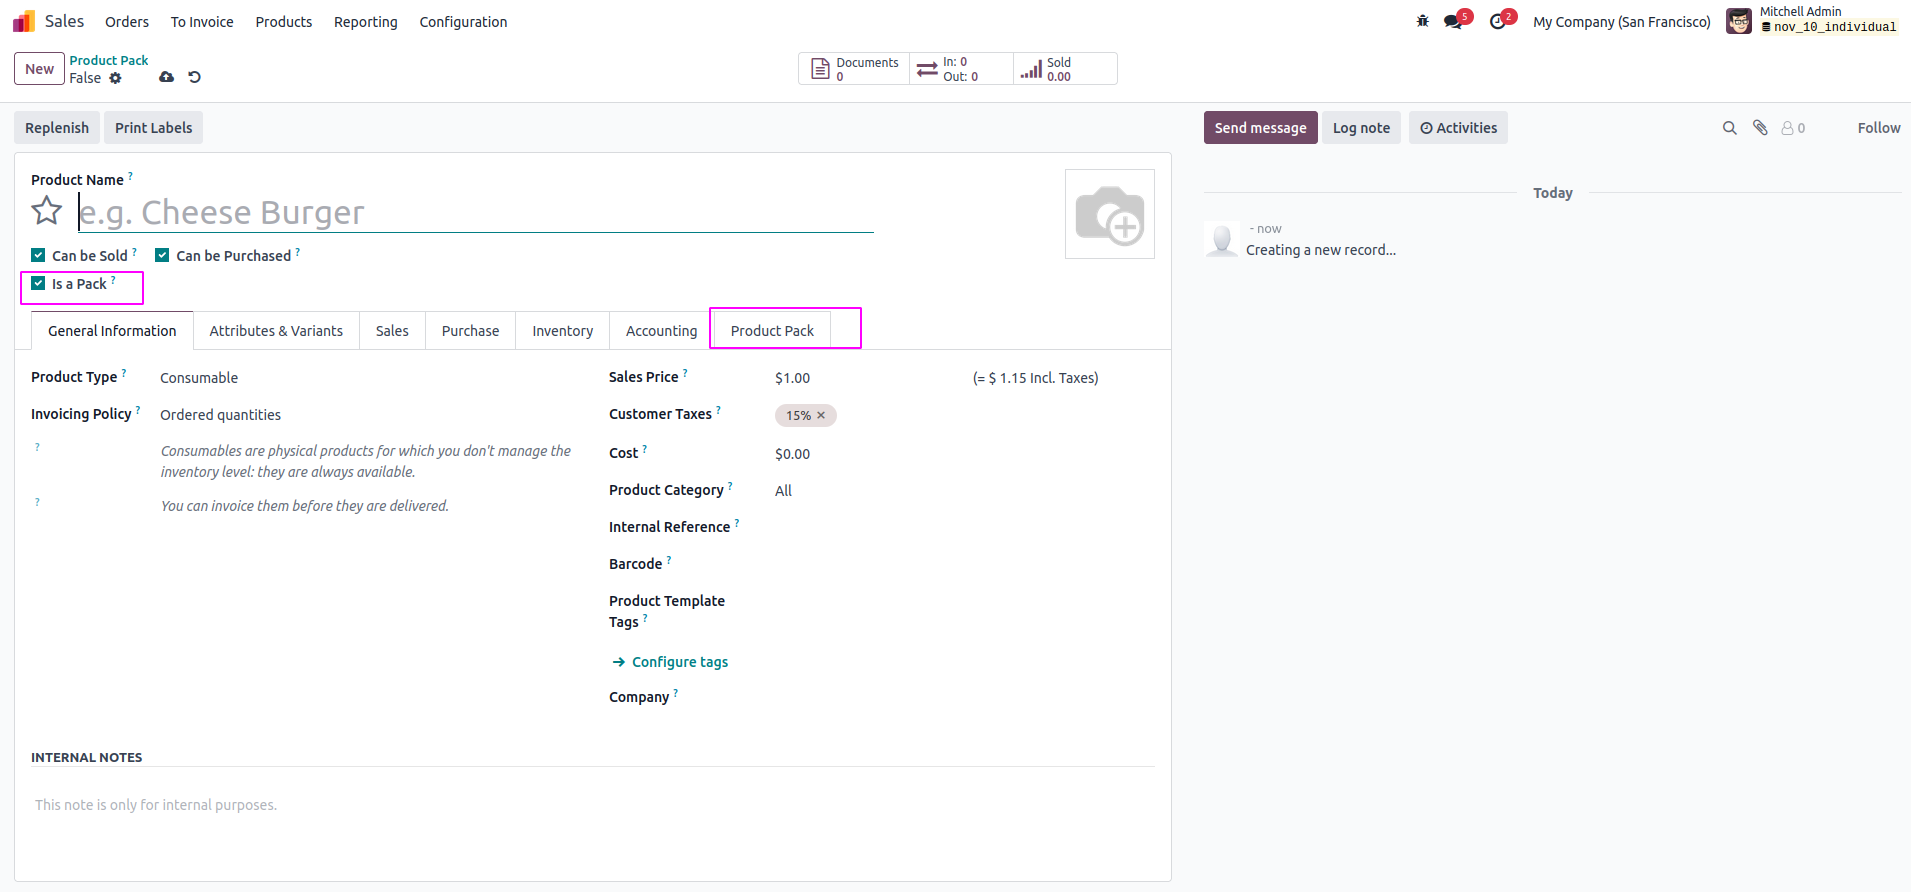 Sales Orders To Invoice Products Reporting Configuration 5 2 My Company (San Francisco) Mitchell Admin
nov_10_individual
New Product Pack
False
Documents
0
In: 0
Out: 0
Sold
0.00
Replenish Print Labels
Send message Log note Activities 0 Follow
Product Name ?
e.g. Cheese Burger
Can be Sold ? Can be Purchased ?
Is a Pack ?
General Information Attributes & Variants Sales Purchase Inventory Accounting Product Pack
Product Type ? Consumable
Invoicing Policy ? Ordered quantities
? Consumables are physical products for which you don't manage the
inventory level: they are always available.
? You can invoice them before they are delivered.
Sales Price ? $1.00 (= $ 1.15 Incl. Taxes)
Customer Taxes ? 15% ×
Cost ? $0.00
Product Category ? All
Internal Reference ?
Barcode ?
Product Template
Tags ?
→ Configure tags
Company ?
INTERNAL NOTES
This note is only for internal purposes.
Today
- now
Creating a new record...